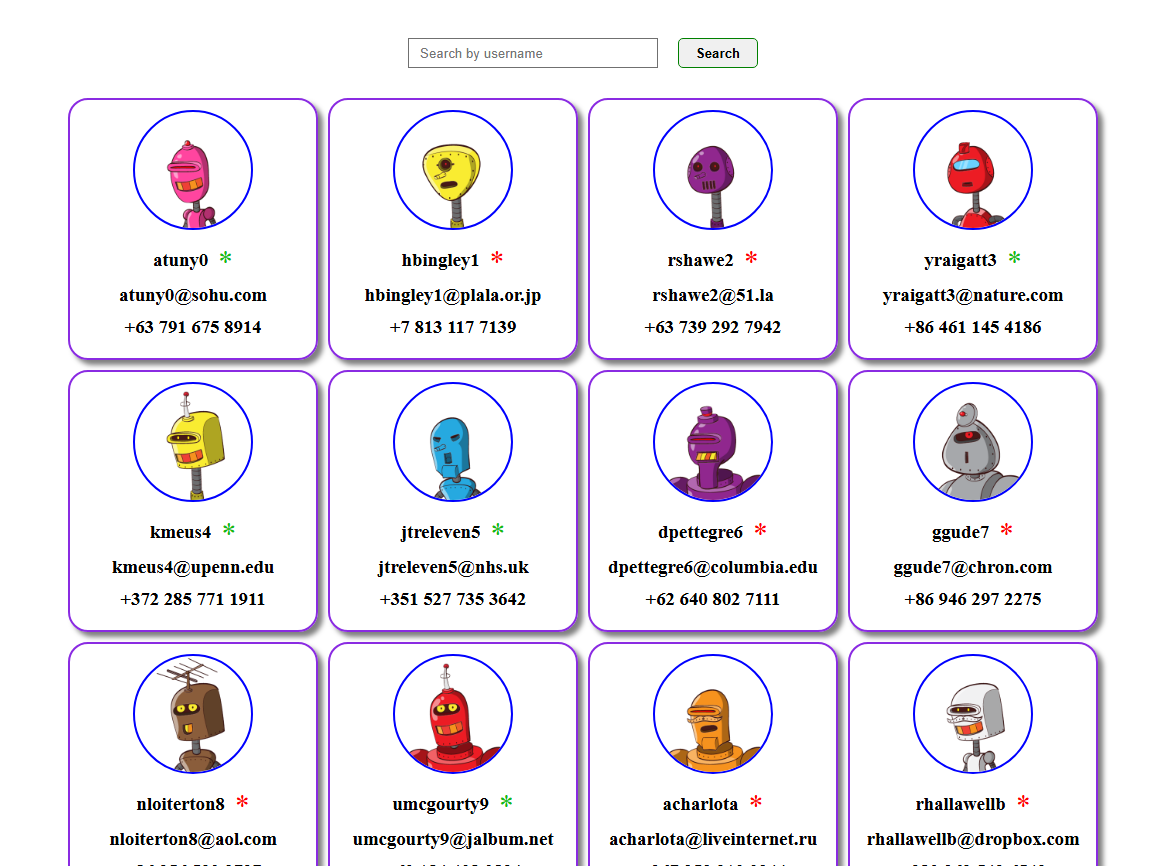 Search by username Search
atuny0 * hbingley1 * rshawe2 * yraigatt3 *
atuny0@sohu.com hbingley1@plala.or.jp rshawe2@51.la yraigatt3@nature.com
+63 791 675 8914 +7 813 117 7139 +63 739 292 7942 +86 461 145 4186
kmeus4 * jtreleven5 * dpettegre6 * ggude7 *
kmeus4@upenn.edu jtreleven5@nhs.uk dpettegre6@columbia.edu ggude7@chron.com
+372 285 771 1911 +351 527 735 3642 +62 640 802 7111 +86 946 297 2275
nloiterton8 * umcgourty9 * acharlota * rhallawellb *
nloiterton8@aol.com umcgourty9@jalbum.net acharlota@liveinternet.ru rhallawellb@dropbox.com